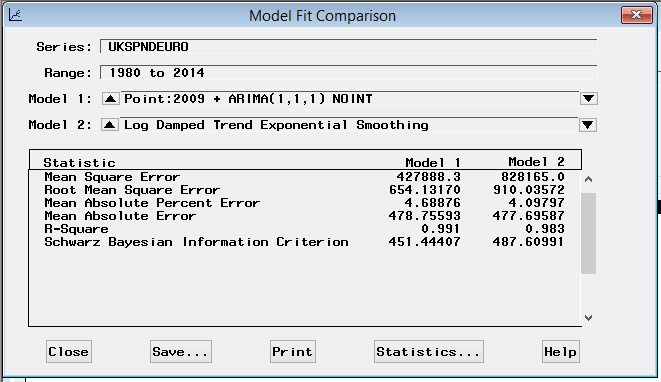 Model Fit Comparison
Series: UKSPNDEURO
Range: 1980 to 2014
Model 1: Point:2009 + ARIMA(1,1,1) NOINT
Model 2: Log Damped Trend Exponential Smoothing
Statistic Model 1 Model 2
Mean Square Error 427888.3 828165.0
Root Mean Square Error 654.13170 910.03572
Mean Absolute Percent Error 4.68876 4.09797
Mean Absolute Error 478.75593 477.69587
R-Square 0.991 0.983
Schwarz Bayesian Information Criterion 451.44407 487.60991
Close Save... Print Statistics... Help